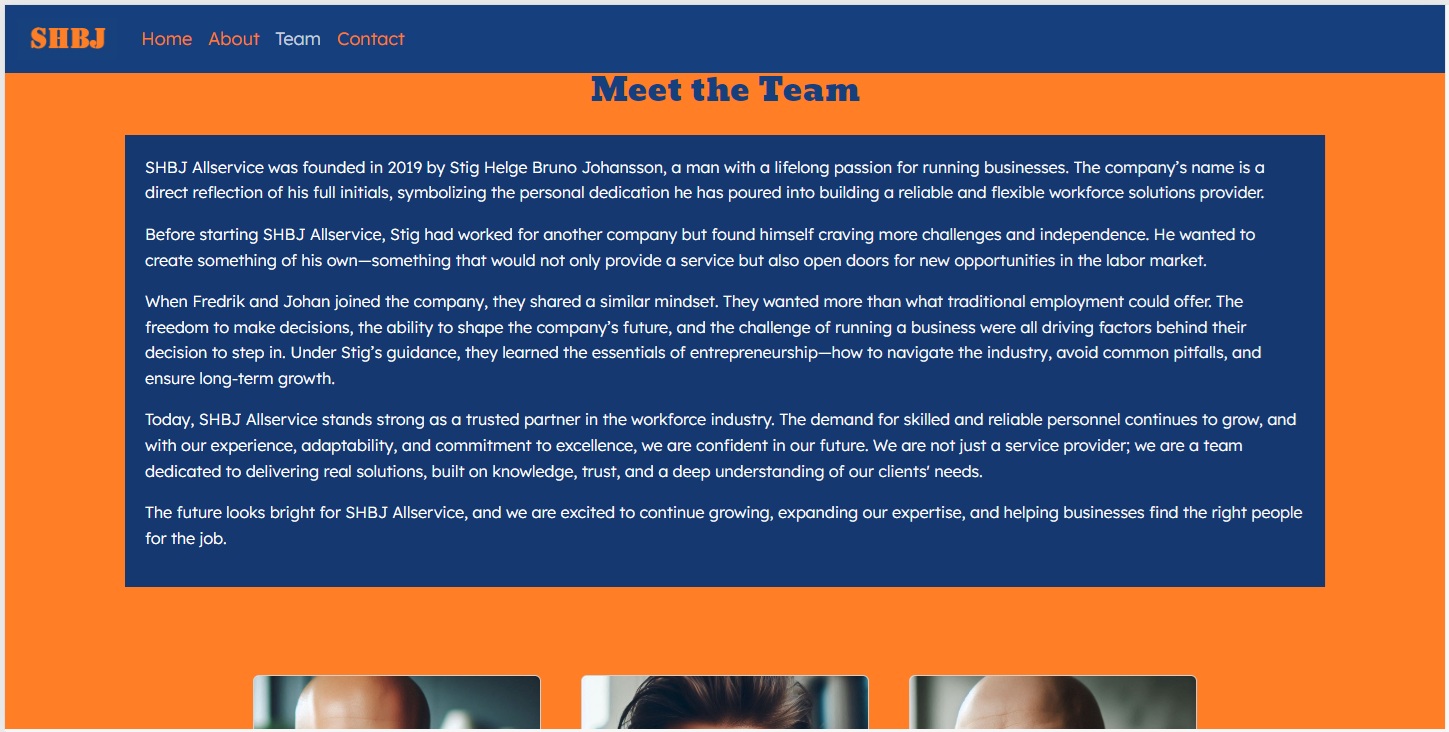 SHBJ Home About Team Contact
Meet the Team
SHBJ Allservice was founded in 2019 by Stig Helge Bruno Johansson, a man with a lifelong passion for running businesses. The company’s name is a
direct reflection of his full initials, symbolizing the personal dedication he has poured into building a reliable and flexible workforce solutions provider.
Before starting SHBJ Allservice, Stig had worked for another company but found himself craving more challenges and independence. He wanted to
create something of his own—something that would not only provide a service but also open doors for new opportunities in the labor market.
When Fredrik and Johan joined the company, they shared a similar mindset. They wanted more than what traditional employment could offer. The
freedom to make decisions, the ability to shape the company’s future, and the challenge of running a business were all driving factors behind their
decision to step in. Under Stig’s guidance, they learned the essentials of entrepreneurship—how to navigate the industry, avoid common pitfalls, and
ensure long-term growth.
Today, SHBJ Allservice stands strong as a trusted partner in the workforce industry. The demand for skilled and reliable personnel continues to grow, and
with our experience, adaptability, and commitment to excellence, we are confident in our future. We are not just a service provider; we are a team
dedicated to delivering real solutions, built on knowledge, trust, and a deep understanding of our clients' needs.
The future looks bright for SHBJ Allservice, and we are excited to continue growing, expanding our expertise, and helping businesses find the right people
for the job.